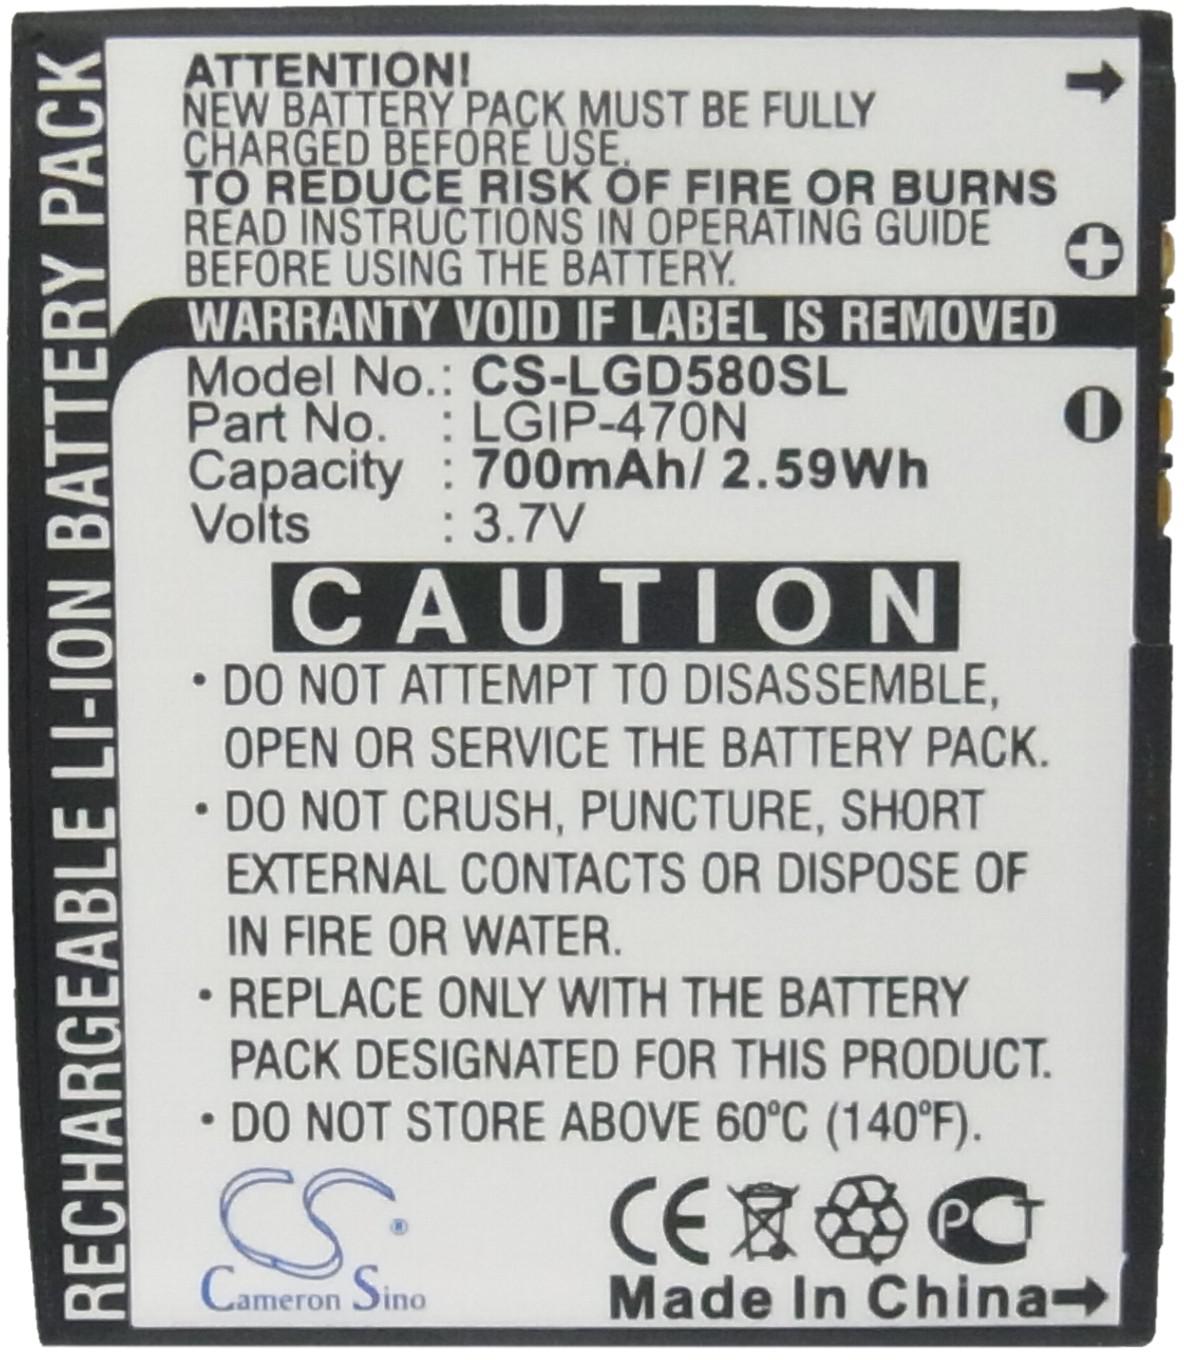 RECHARGEABLE LI-ION BATTERY PACK
ATTENTION!
NEW BATTERY PACK MUST BE FULLY
CHARGED BEFORE USE.
TO REDUCE RISK OF FIRE OR BURNS
READ INSTRUCTIONS IN OPERATING GUIDE
BEFORE USING THE BATTERY.
WARRANTY VOID IF LABEL IS REMOVED
Model No.: CS-LGD580SL
Part No. : LGIP-470N
Capacity : 700mAh/ 2.59Wh
Volts : 3.7V
CAUTION
• DO NOT ATTEMPT TO DISASSEMBLE,
OPEN OR SERVICE THE BATTERY PACK.
• DO NOT CRUSH, PUNCTURE, SHORT
EXTERNAL CONTACTS OR DISPOSE OF
IN FIRE OR WATER.
• REPLACE ONLY WITH THE BATTERY
PACK DESIGNATED FOR THIS PRODUCT.
• DO NOT STORE ABOVE 60ºC (140ºF).
CS®
Cameron Sino
CE PCT
Made In China